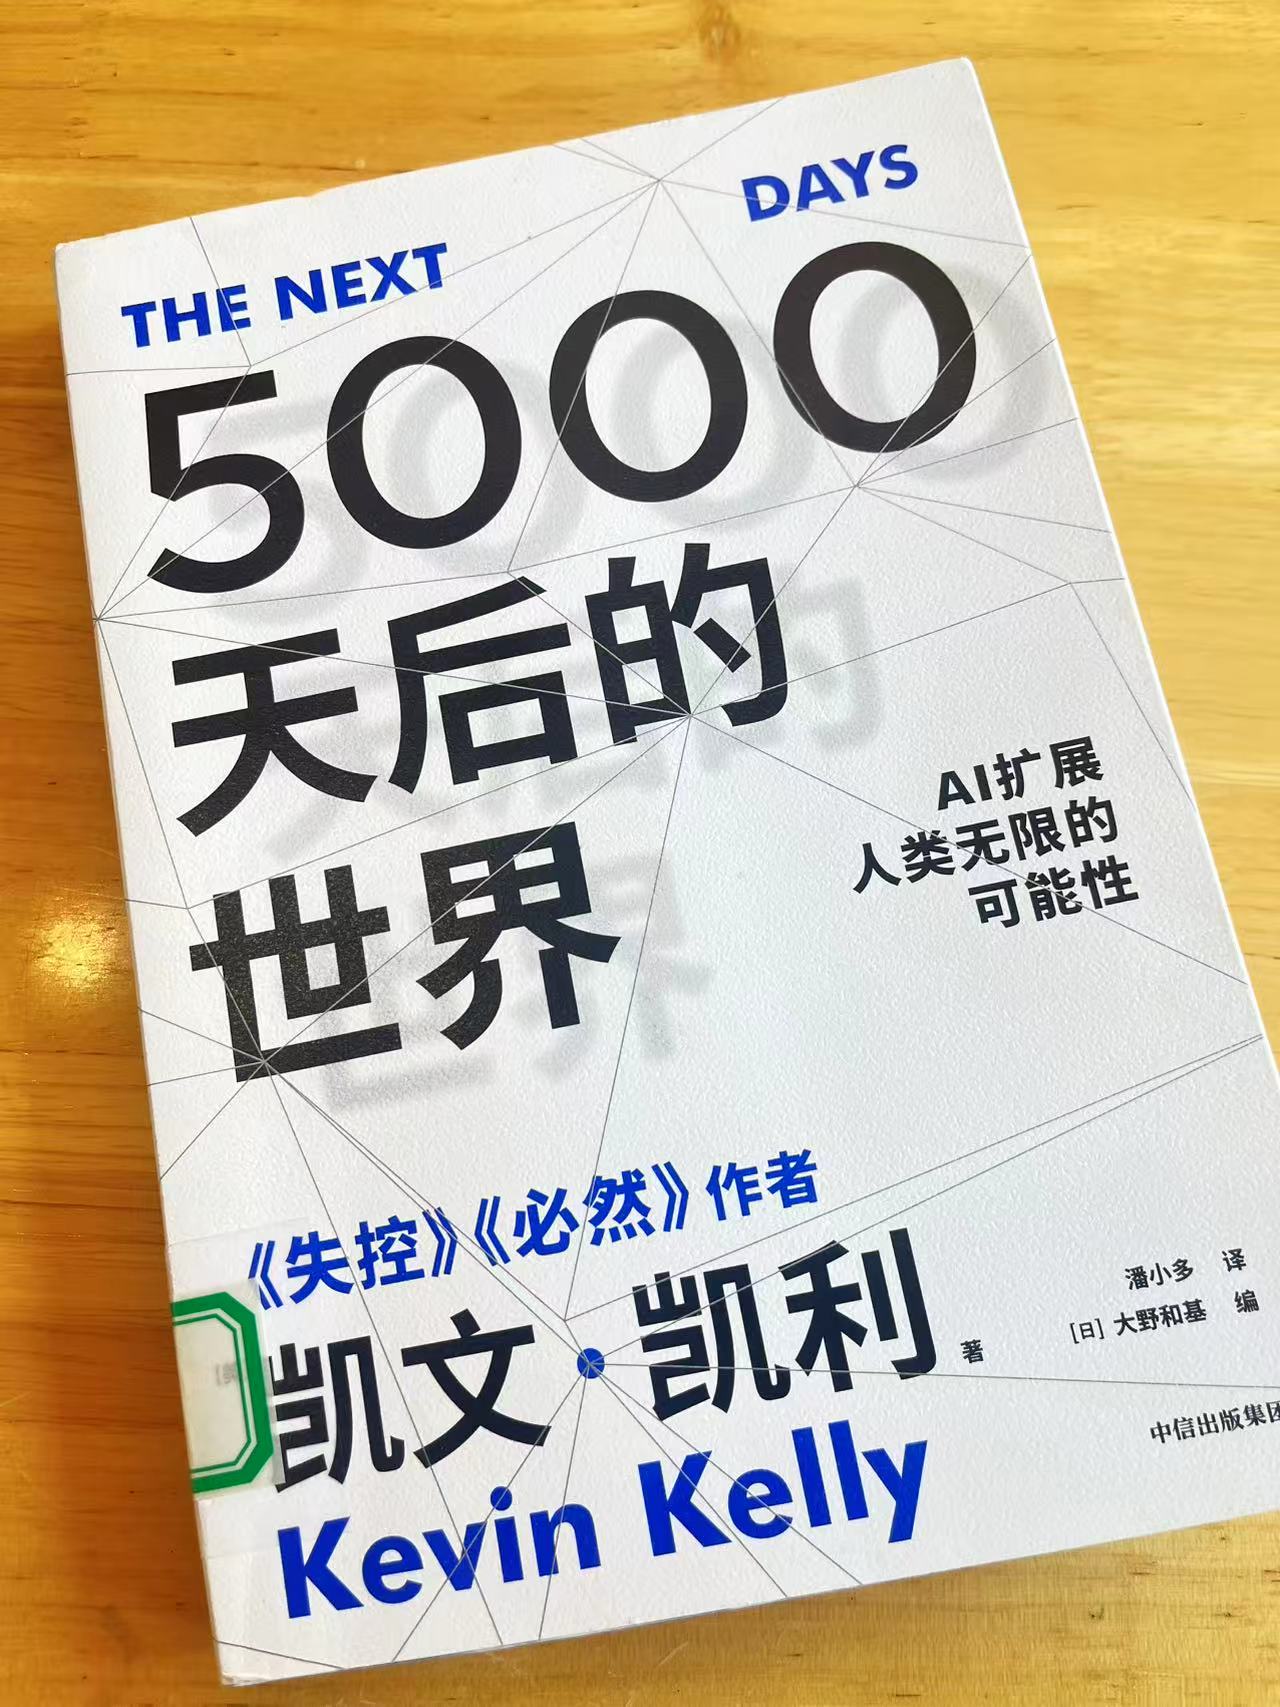 THE NEXT DAYS
5000
天后的
世界
AI扩展
人类无限的
可能性
《失控》《必然》作者
凯文·凯利 著
Kevin Kelly
潘小多 译
[日] 大野和基 编
中信出版集团